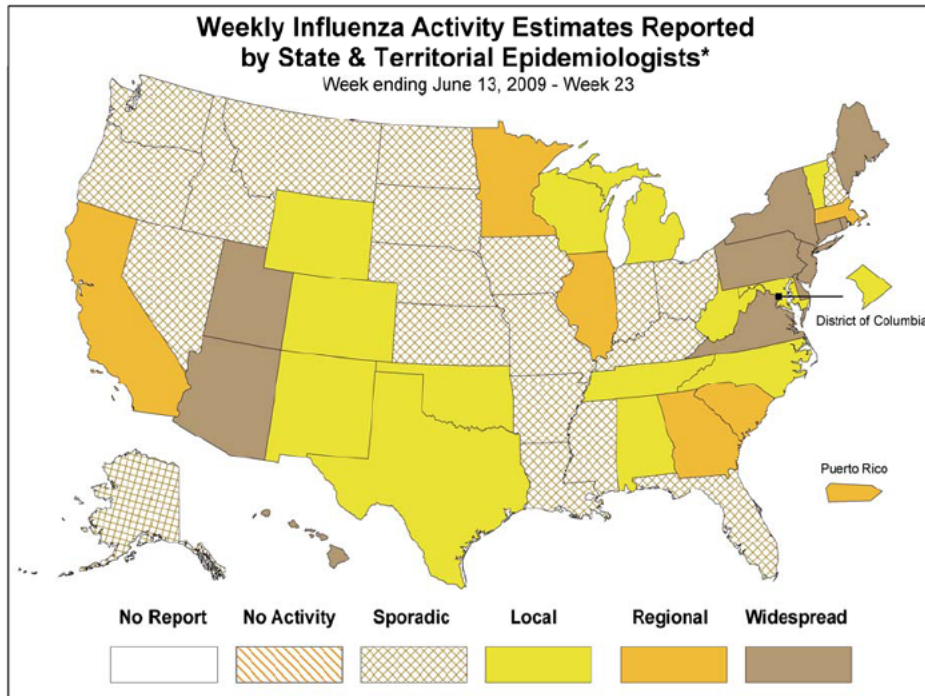 Weekly Influenza Activity Estimates Reported
by State & Territorial Epidemiologists*
Week ending June 13, 2009 - Week 23
District of Columbia
Puerto Rico
No Report No Activity Sporadic Local Regional Widespread